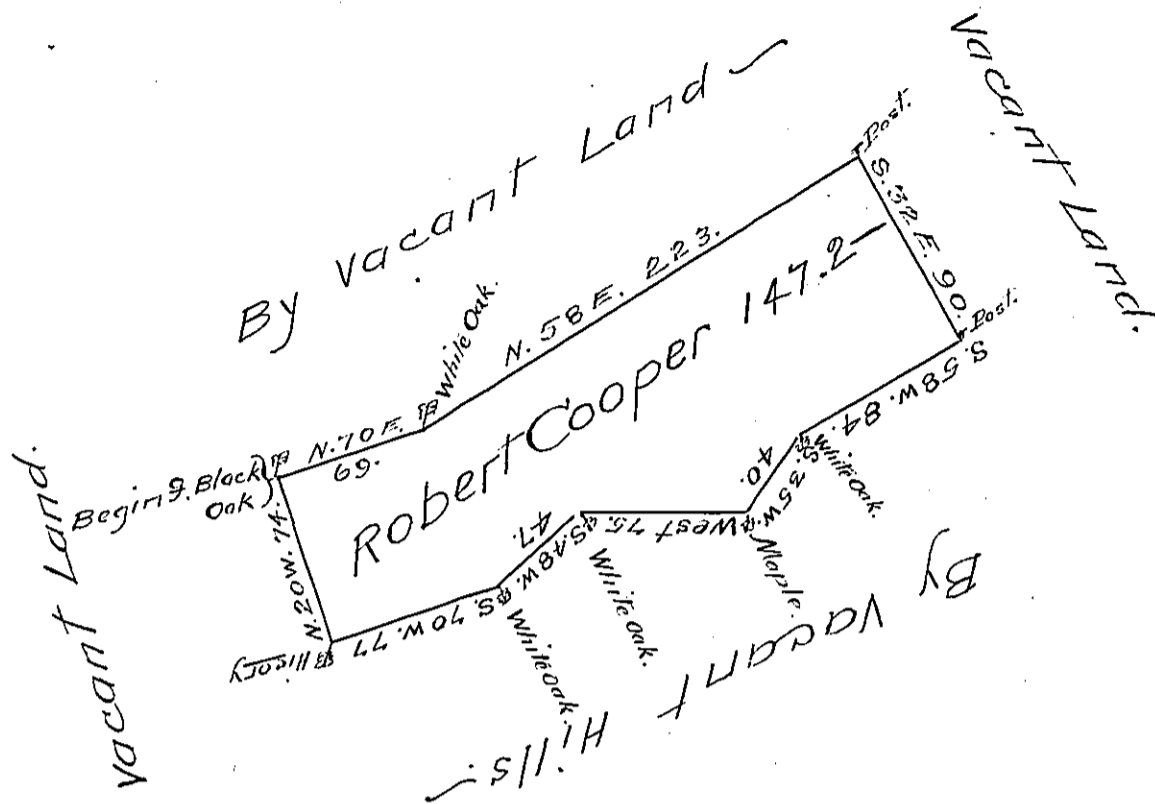 By Vacant Land
Vacant Land.
Post.
S. 32 E. 90.
Post.
N. 58 E. 223.
White Oak.
Robert Cooper 147.2
N. 70 E.
69.
Begin.g. Black
Oak
N. 20 W. 74.
Vacant Land.
Hicory
S. 70 W. 77
White oak.
S. 48 W.
47.
White oak.
West 75.
Maple.
S. 35 W.
40.
White oak.
S. 58 W. 84.
By Vacant
Hills.